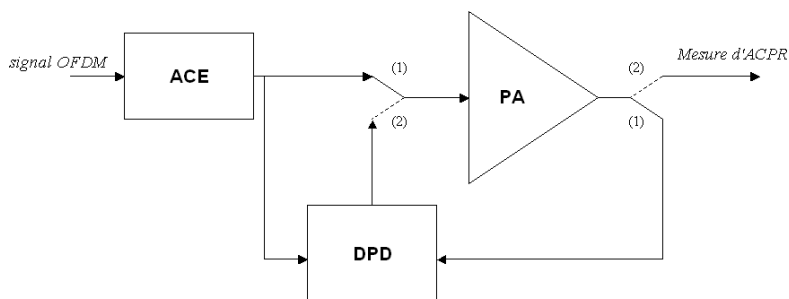 signal OFDM
ACE
(1)
(2)
PA
(2)
(1)
Mesure d'ACPR
DPD